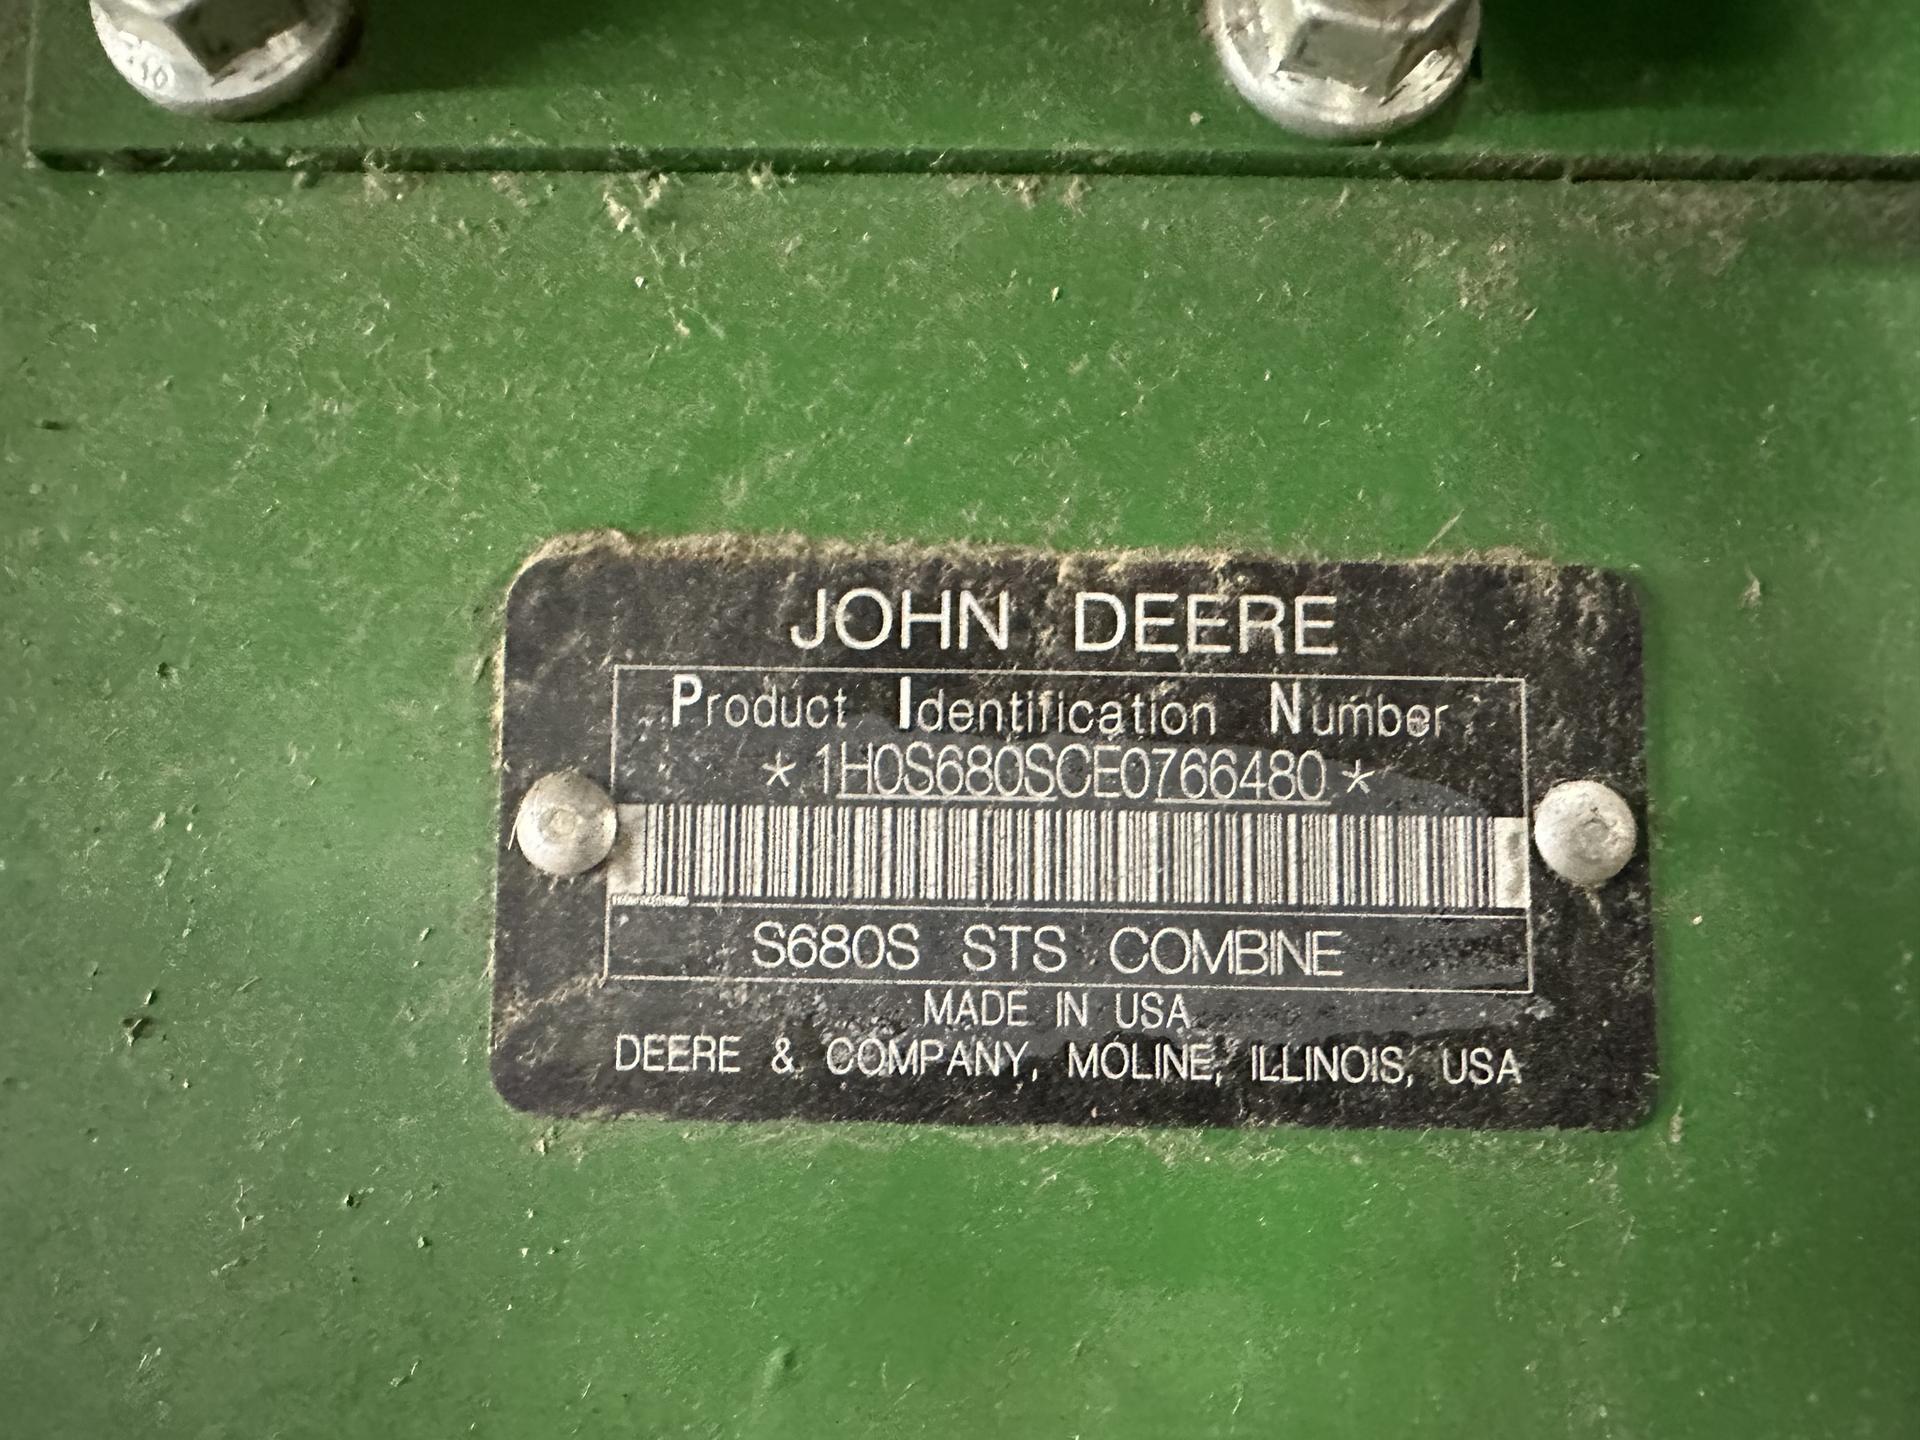 JOHN DEERE
Product Identification Number
*1H0S680SCE0766480*
S680S STS COMBINE
MADE IN USA
DEERE & COMPANY, MOLINE, ILLINOIS, USA